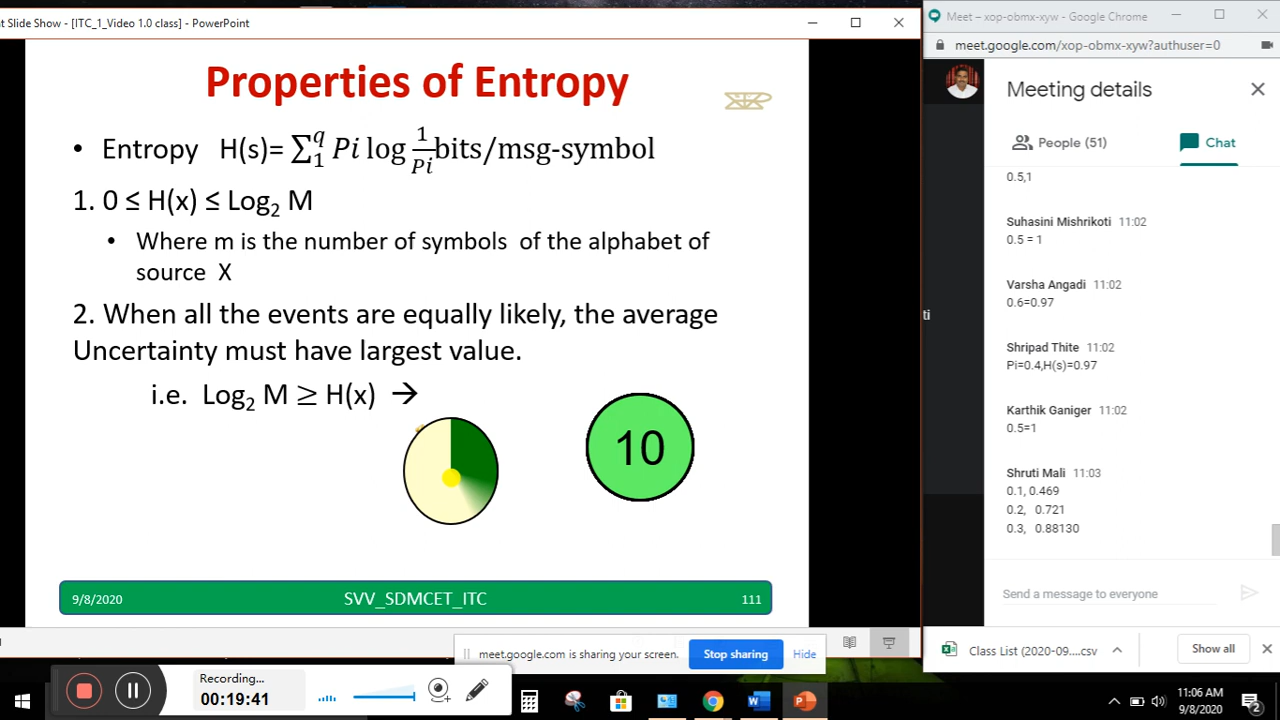 t Slide Show - [ITC_1_Video 1.0 class] - PowerPoint
Properties of Entropy
• Entropy H(s)= ∑₁^q Pi log 1/Pi bits/msg-symbol
1. 0 ≤ H(x) ≤ Log₂ M
• Where m is the number of symbols of the alphabet of
source X
2. When all the events are equally likely, the average
Uncertainty must have largest value.
i.e. Log₂ M ≥ H(x) →
10
9/8/2020 SVV_SDMCET_ITC 111
meet.google.com is sharing your screen. Stop sharing Hide
Recording...
00:19:41
Meet – xop-obmx-xyw - Google Chrome
meet.google.com/xop-obmx-xyw?authuser=0
Meeting details
People (51) Chat
0.5,1
Suhasini Mishrikoti 11:02
0.5 = 1
Varsha Angadi 11:02
0.6=0.97
ti
Shripad Thite 11:02
Pi=0.4,H(s)=0.97
Karthik Ganiger 11:02
0.5=1
Shruti Mali 11:03
0.1, 0.469
0.2, 0.721
0.3, 0.88130
Send a message to everyone
Class List (2020-09....csv Show all
11:06 AM
9/8/2020
2